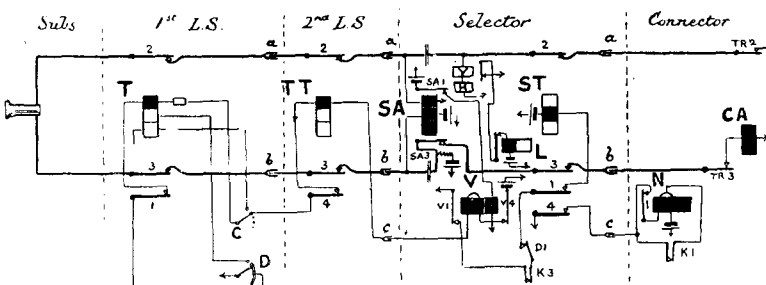 Subs 1st L.S. 2nd L.S Selector Connector
a a a
2 2 2 TR2
T TT SA SA1 ST CA
SA3 L
b b b
3 3 3 TR3
1 4 V 1 N
V1 V4 4 1
C c c
D D1
K3 K1